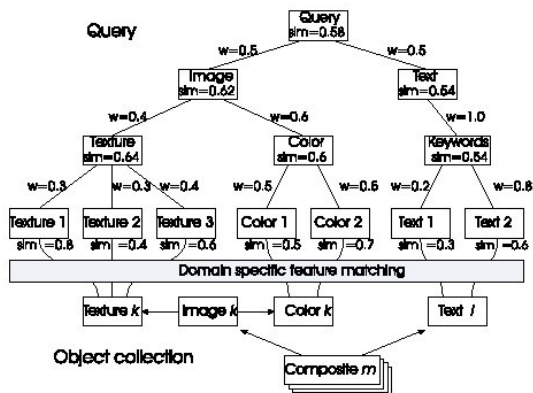 Query
Query
sim=0.58
w=0.5
w=0.5
Image
sim=0.62
Text
sim=0.54
w=0.4
w=0.6
w=1.0
Texture
sim=0.64
Color
sim=0.6
Keywords
sim=0.54
w=0.3
w=0.3
w=0.4
w=0.5
w=0.5
w=0.2
w=0.8
Texture 1
Texture 2
Texture 3
Color 1
Color 2
Text 1
Text 2
sim =0.8
sim =0.4
sim =0.6
sim =0.5
sim =0.7
sim =0.3
sim =0.6
Domain specific feature matching
Texture k
Image k
Color k
Text l
Object collection
Composite m